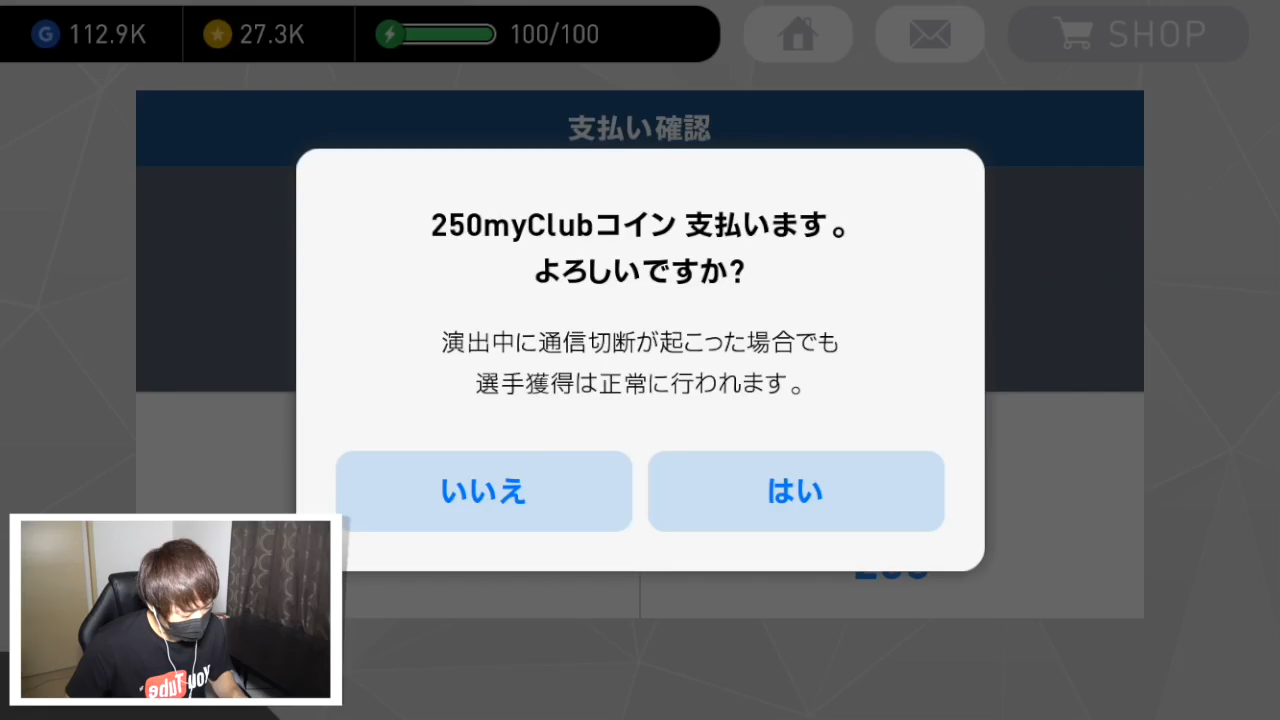 G 112.9K
27.3K
100/100
SHOP
支払い確認
250myClubコイン 支払います。
よろしいですか?
演出中に通信切断が起こった場合でも
選手獲得は正常に行われます。
いいえ
はい
YouTube